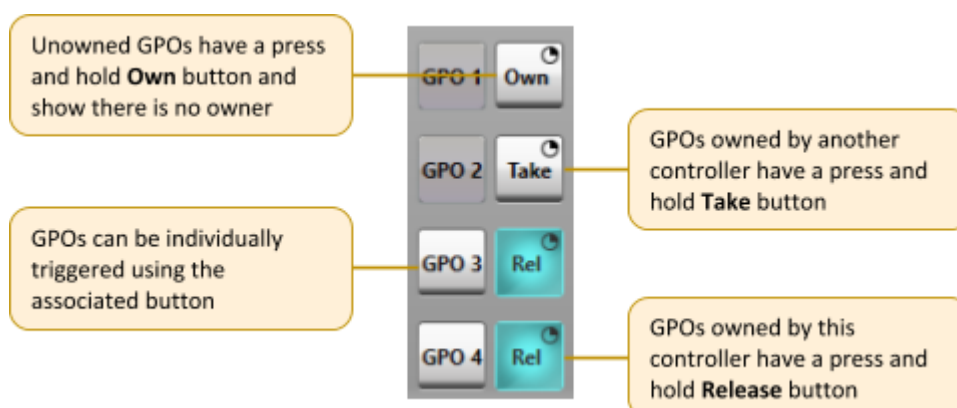 Unowned GPOs have a press
and hold Own button and
show there is no owner
GPO 1
Own
GPO 2
Take
GPOs owned by another
controller have a press and
hold Take button
GPOs can be individually
triggered using the
associated button
GPO 3
Rel
GPO 4
Rel
GPOs owned by this
controller have a press and
hold Release button